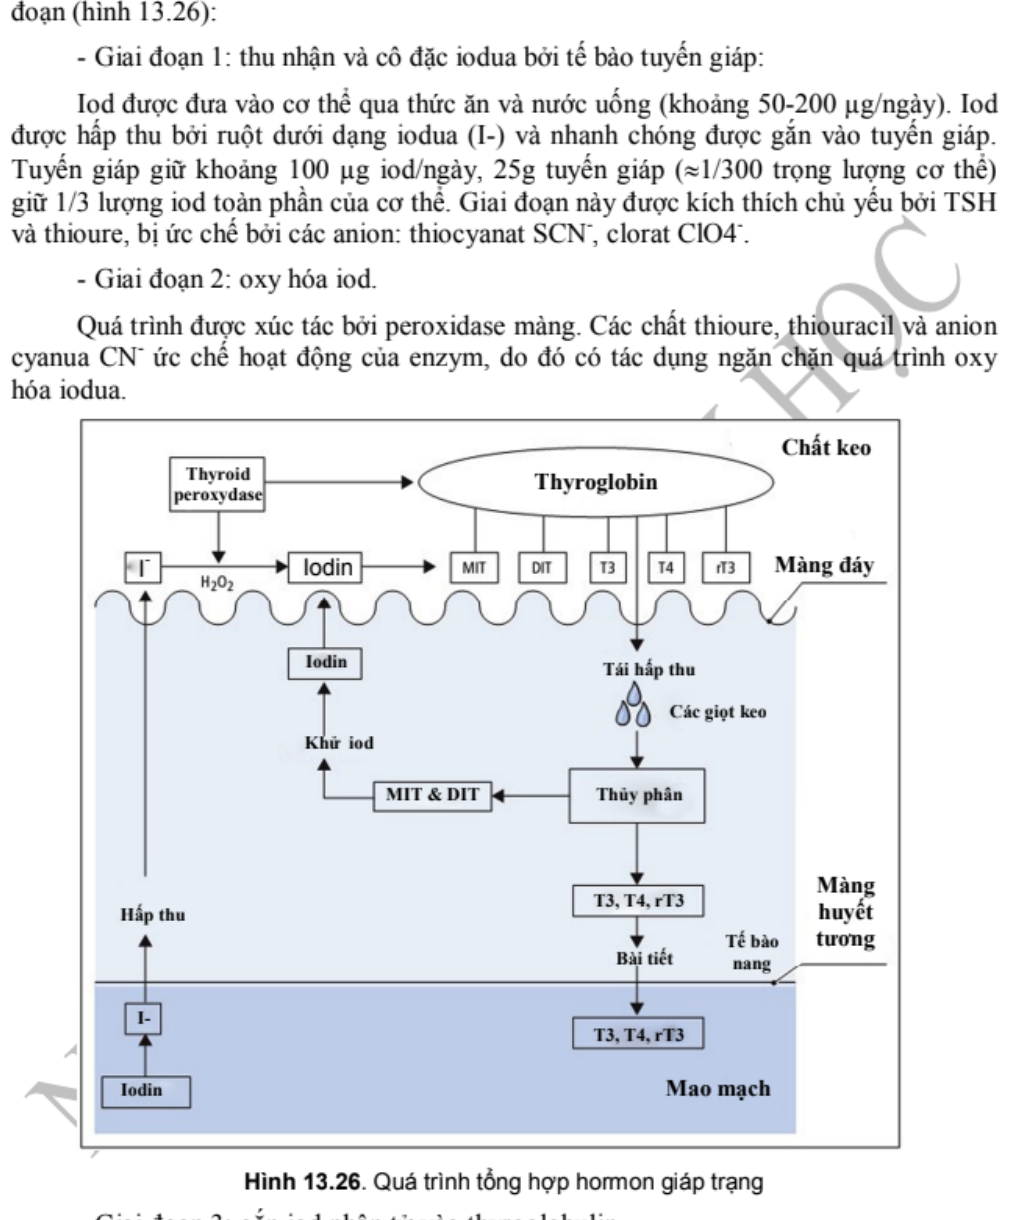 đoạn (hình 13.26):
- Giai đoạn 1: thu nhận và cô đặc iodua bởi tế bào tuyến giáp:
Iod được đưa vào cơ thể qua thức ăn và nước uống (khoảng 50-200 µg/ngày). Iod
được hấp thu bởi ruột dưới dạng iodua (I-) và nhanh chóng được gắn vào tuyến giáp.
Tuyến giáp giữ khoảng 100 µg iod/ngày, 25g tuyến giáp (≈1/300 trọng lượng cơ thể)
giữ 1/3 lượng iod toàn phần của cơ thể. Giai đoạn này được kích thích chủ yếu bởi TSH
và thioure, bị ức chế bởi các anion: thiocyanat SCN⁻, clorat ClO4⁻.
- Giai đoạn 2: oxy hóa iod.
Quá trình được xúc tác bởi peroxidase màng. Các chất thioure, thiouracil và anion
cyanua CN⁻ ức chế hoạt động của enzym, do đó có tác dụng ngăn chặn quá trình oxy
hóa iodua.
Chất keo
Thyroid
peroxydase
Thyroglobin
I⁻
H₂O₂
Iodin
MIT
DIT
T3
T4
rT3
Màng đáy
Iodin
Tái hấp thu
Các giọt keo
Khử iod
MIT & DIT
Thủy phân
T3, T4, rT3
Màng
huyết
tương
Hấp thu
Tế bào
nang
Bài tiết
I-
T3, T4, rT3
Iodin
Mao mạch
Hình 13.26. Quá trình tổng hợp hormon giáp trạng
HỌC